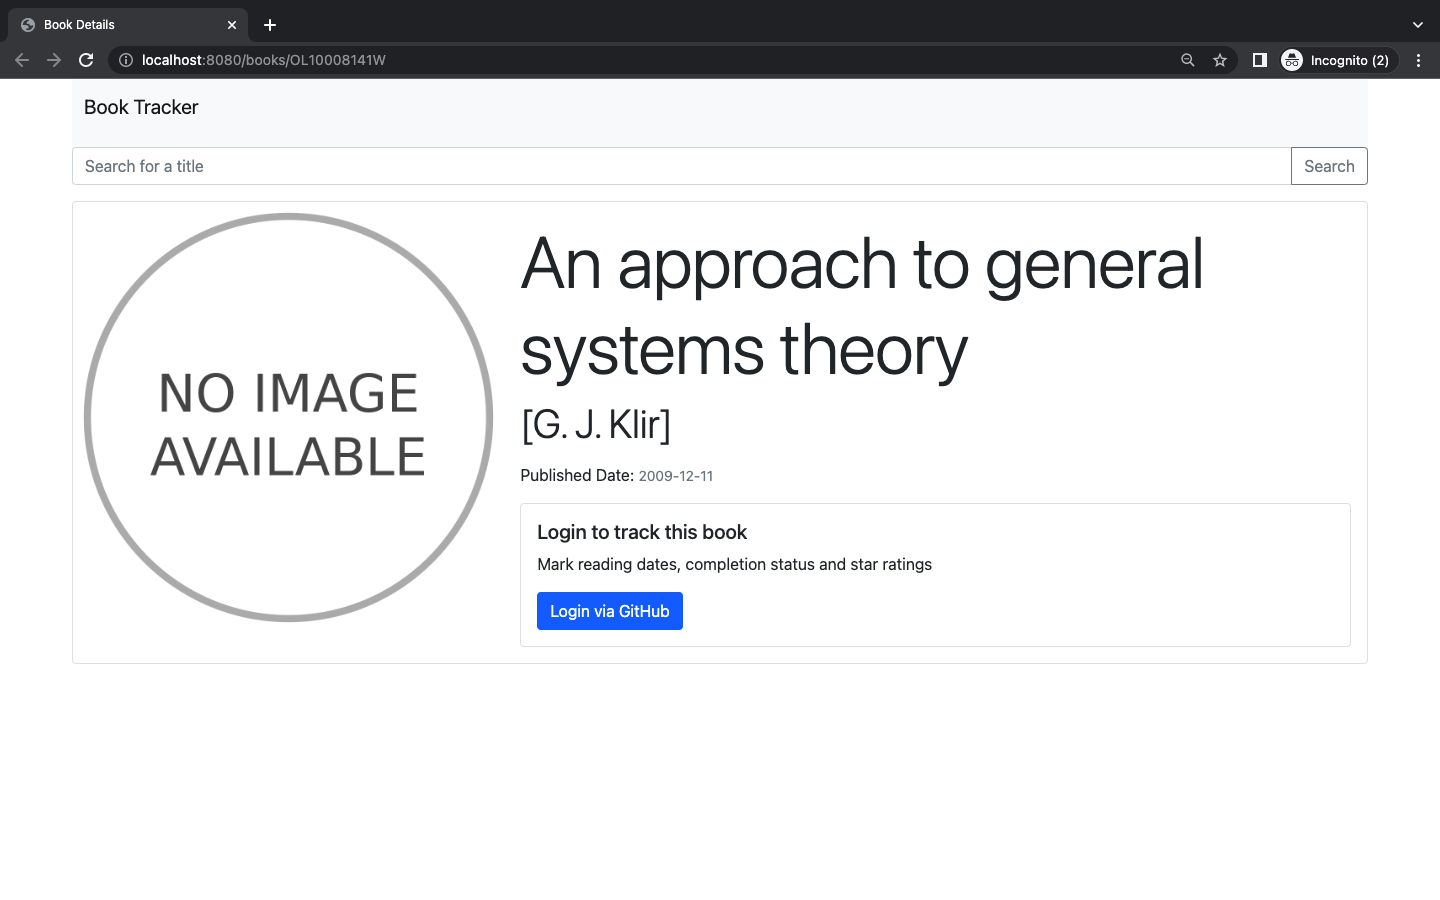 Book Details
localhost:8080/books/OL10008141W
Incognito (2)
Book Tracker
Search for a title
Search
NO IMAGE
AVAILABLE
An approach to general
systems theory
[G. J. Klir]
Published Date: 2009-12-11
Login to track this book
Mark reading dates, completion status and star ratings
Login via GitHub